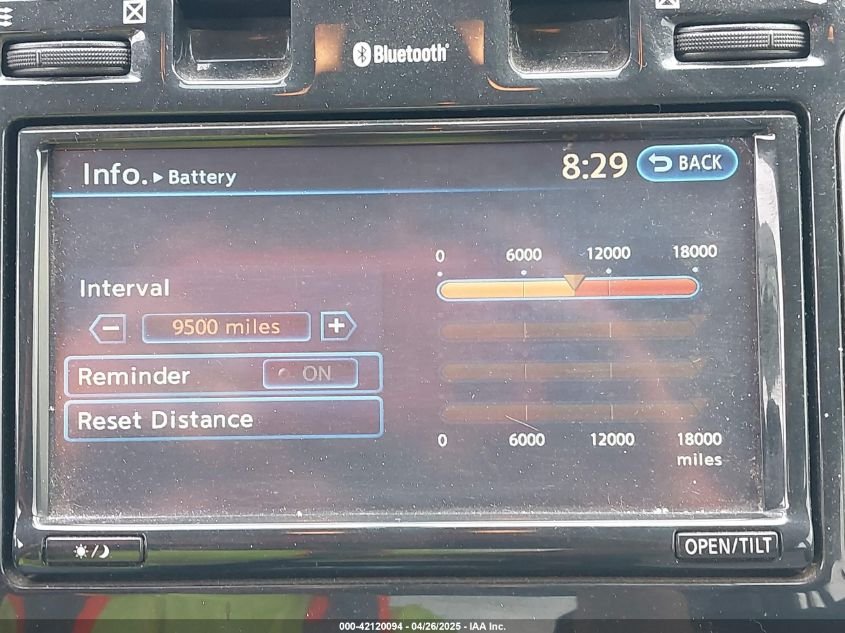 Bluetooth
Info. ▸ Battery 8:29 BACK
0 6000 12000 18000
Interval
− 9500 miles +
Reminder ON
Reset Distance
0 6000 12000 18000
miles
OPEN/TILT
000-42120094 - 04/26/2025 - IAA Inc.